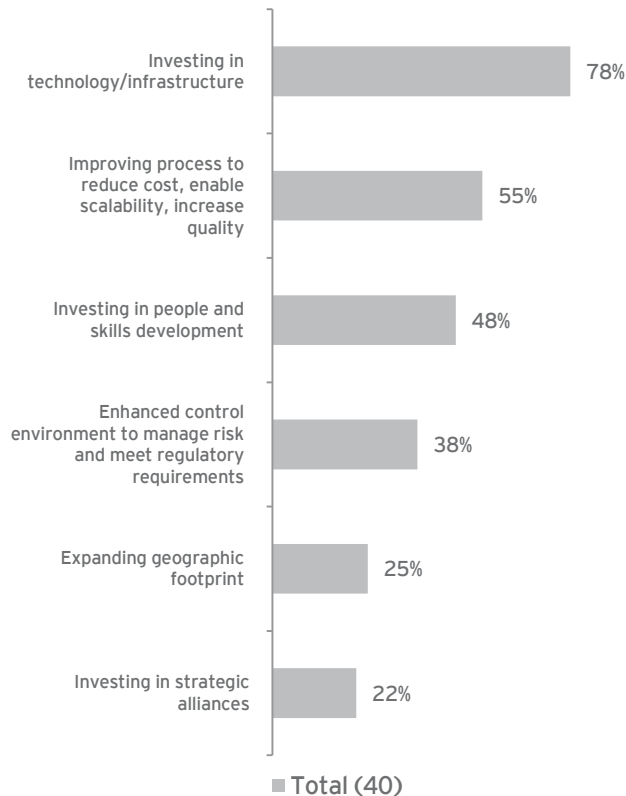 Investing in
technology/infrastructure
78%
Improving process to
reduce cost, enable
scalability, increase
quality
55%
Investing in people and
skills development
48%
Enhanced control
environment to manage risk
and meet regulatory
requirements
38%
Expanding geographic
footprint
25%
Investing in strategic
alliances
22%
Total (40)